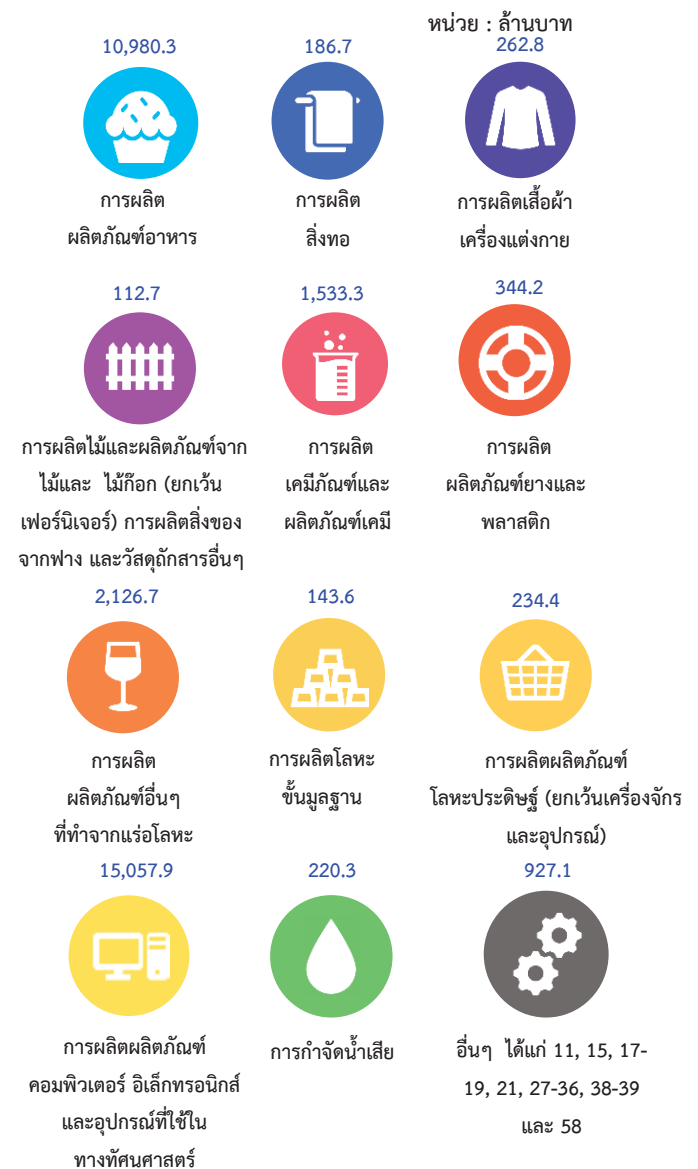 หน่วย : ล้านบาท
10,980.3
การผลิต
ผลิตภัณฑ์อาหาร
186.7
การผลิต
สิ่งทอ
262.8
การผลิตเสื้อผ้า
เครื่องแต่งกาย
112.7
การผลิตไม้และผลิตภัณฑ์จาก
ไม้และ ไม้ก๊อก (ยกเว้น
เฟอร์นิเจอร์) การผลิตสิ่งของ
จากฟาง และวัสดุถักสารอื่นๆ
1,533.3
การผลิต
เคมีภัณฑ์และ
ผลิตภัณฑ์เคมี
344.2
การผลิต
ผลิตภัณฑ์ยางและ
พลาสติก
2,126.7
การผลิต
ผลิตภัณฑ์อื่นๆ
ที่ทำจากแร่อโลหะ
143.6
การผลิตโลหะ
ขั้นมูลฐาน
234.4
การผลิตผลิตภัณฑ์
โลหะประดิษฐ์ (ยกเว้นเครื่องจักร
และอุปกรณ์)
15,057.9
การผลิตผลิตภัณฑ์
คอมพิวเตอร์ อิเล็กทรอนิกส์
และอุปกรณ์ที่ใช้ใน
ทางทัศนศาสตร์
220.3
การกำจัดน้ำเสีย
927.1
อื่นๆ ได้แก่ 11, 15, 17-
19, 21, 27-36, 38-39
และ 58